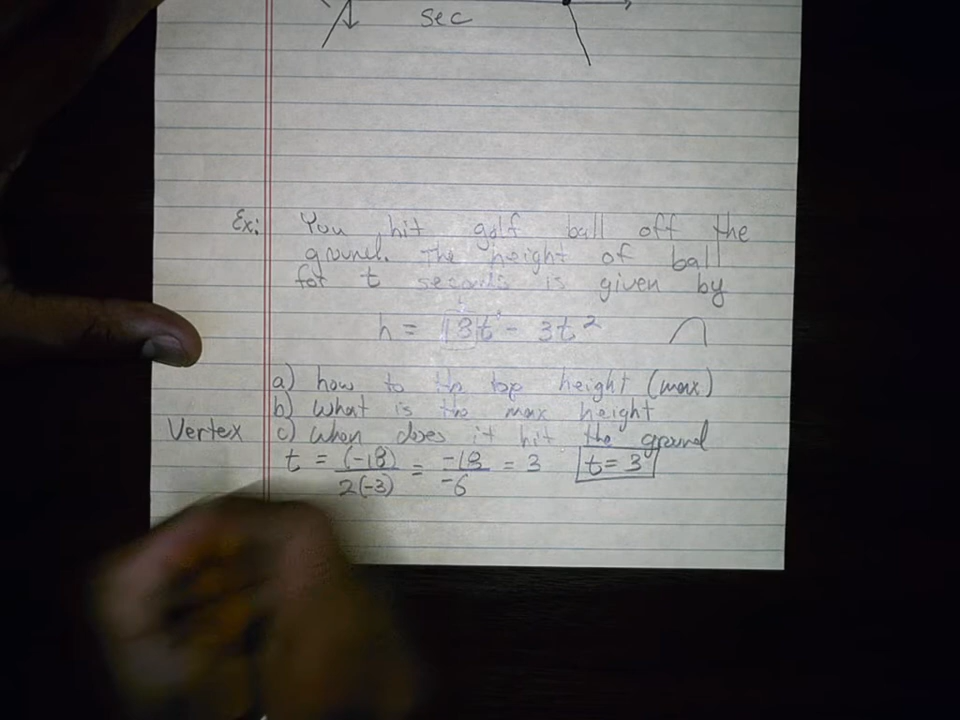 sec
Ex: You hit golf ball off the
ground. The height of ball
for t seconds is given by
h = 18t - 3t²
a) how to the top height (max)
b) What is the max height
Vertex c) When does it hit the ground
t = (-18)/2(-3) = -18/-6 = 3 t = 3